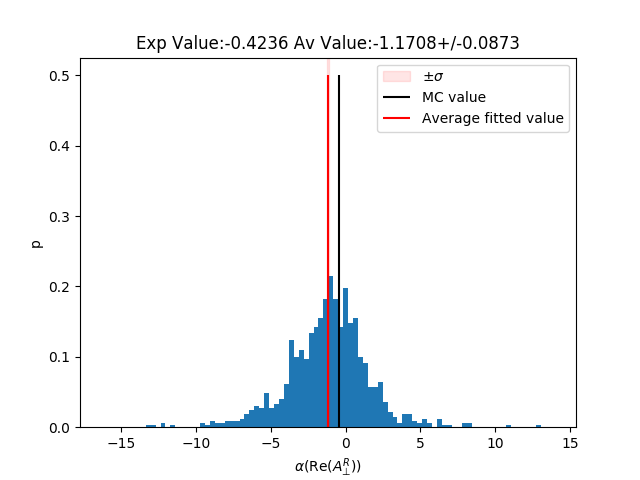 Exp Value:-0.4236 Av Value:-1.1708+/-0.0873
±σ
MC value
Average fitted value
p
0.5
0.4
0.3
0.2
0.1
0.0
−15 −10 −5 0 5 10 15
α(Re(A_⊥^R))